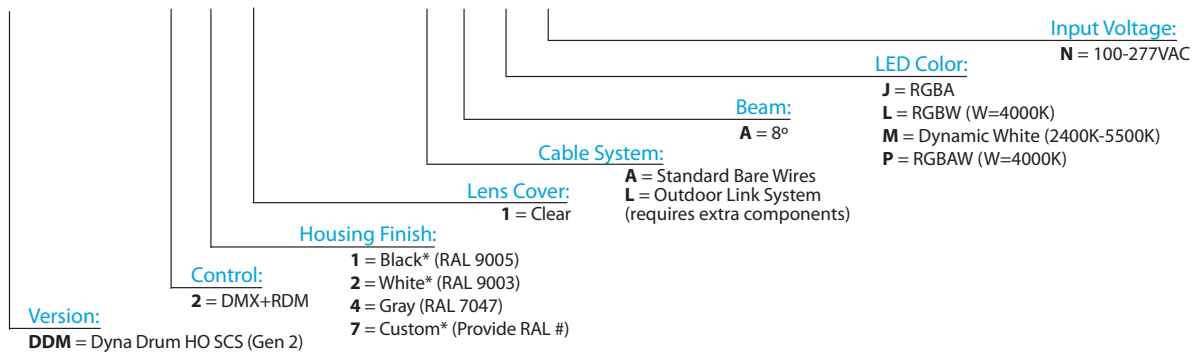 Input Voltage:
N = 100-277VAC
LED Color:
J = RGBA
L = RGBW (W=4000K)
M = Dynamic White (2400K-5500K)
P = RGBAW (W=4000K)
Beam:
A = 8º
Cable System:
A = Standard Bare Wires
L = Outdoor Link System
(requires extra components)
Lens Cover:
1 = Clear
Housing Finish:
1 = Black* (RAL 9005)
2 = White* (RAL 9003)
4 = Gray (RAL 7047)
7 = Custom* (Provide RAL #)
Control:
2 = DMX+RDM
Version:
DDM = Dyna Drum HO SCS (Gen 2)